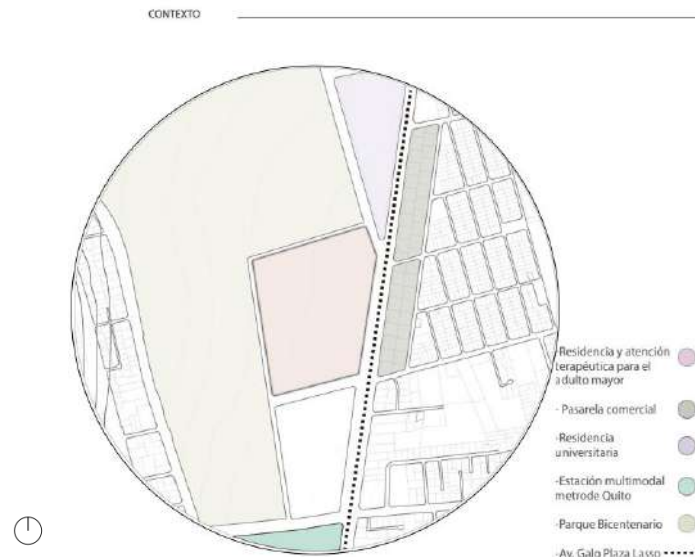 CONTEXTO
-Residencia y atención
terapéutica para el
adulto mayor
- Pasarela comercial
-Residencia
universitaria
-Estación multimodal
metrode Quito
-Parque Bicentenario
-Av. Galo Plaza Lasso